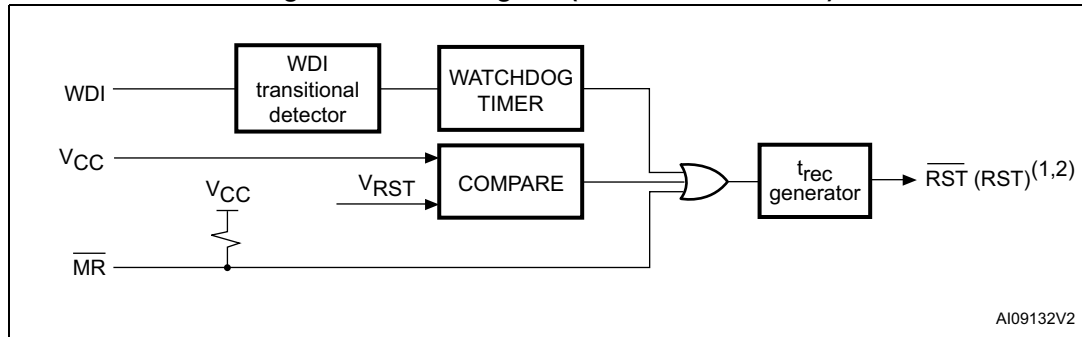 WDI
WDI
transitional
detector
WATCHDOG
TIMER
VCC
VRST
COMPARE
VCC
MR
trec
generator
RST (RST)(1,2)
AI09132V2